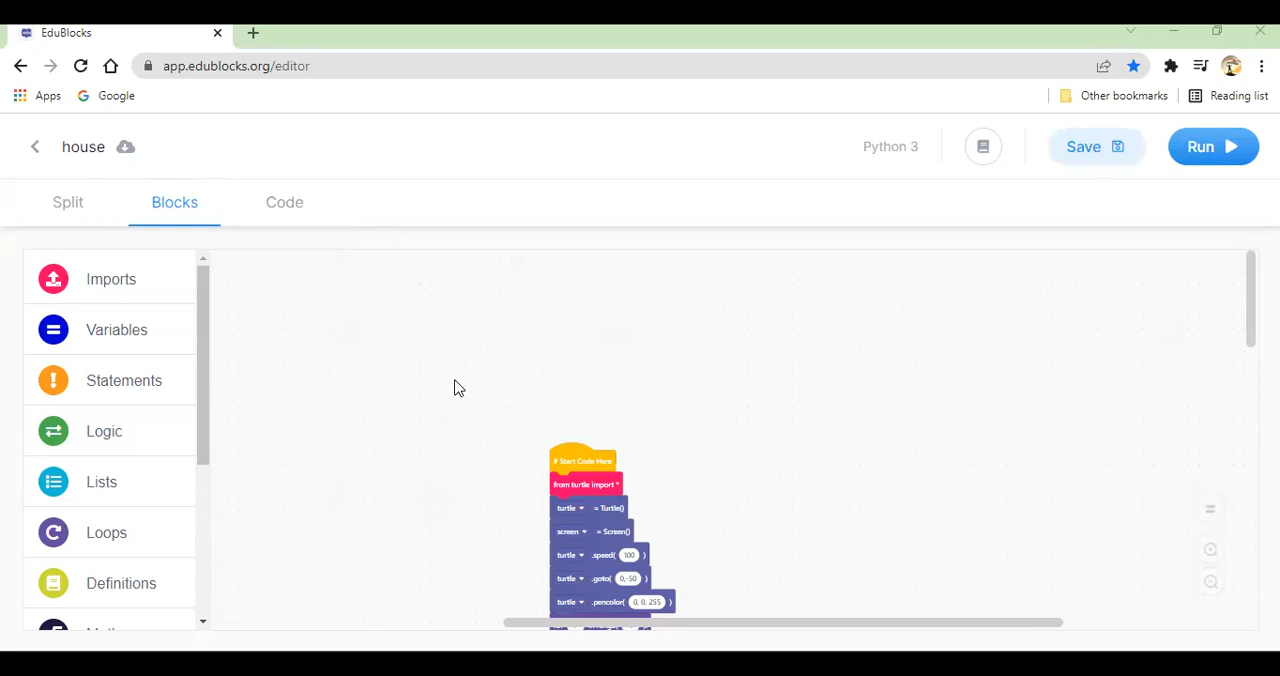 EduBlocks
app.edublocks.org/editor
Apps Google Other bookmarks Reading list
house Python 3 Save Run
Split Blocks Code
Imports
Variables
Statements
Logic
Lists
Loops
Definitions
# Start Code Here
from turtle import *
turtle = Turtle()
screen = Screen()
turtle .speed( 100 )
turtle .goto( 0,-50 )
turtle .pencolor( 0, 0, 255 )